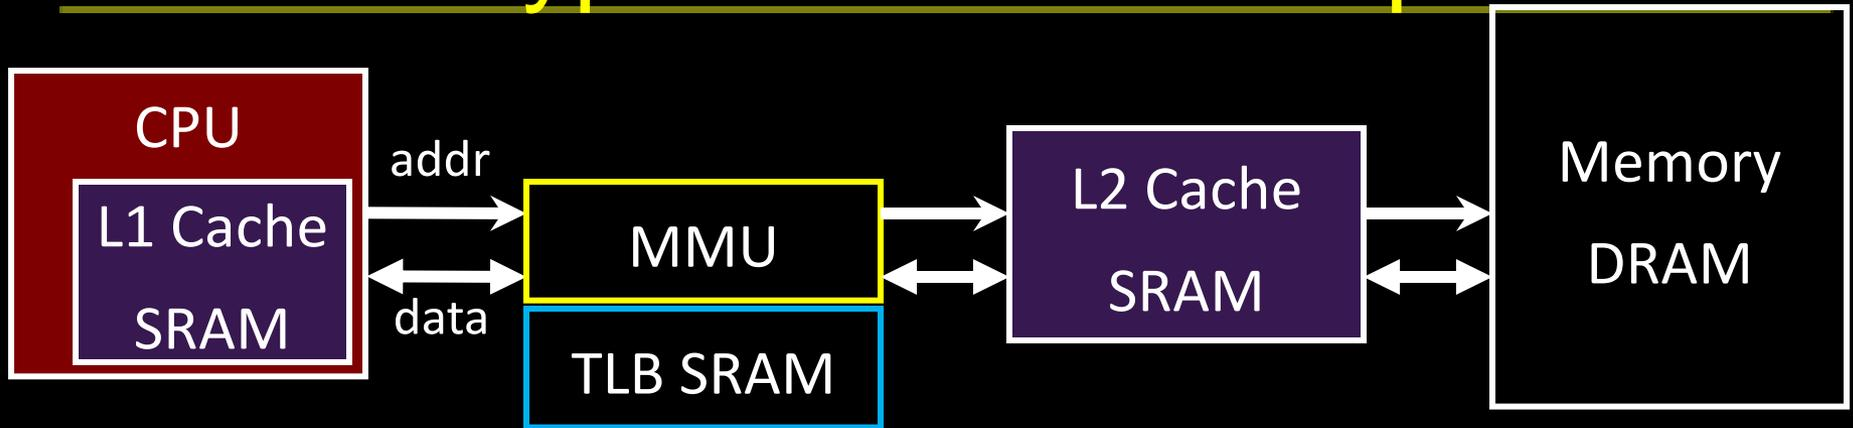 CPU
L1 Cache
SRAM
addr
data
MMU
TLB SRAM
L2 Cache
SRAM
Memory
DRAM